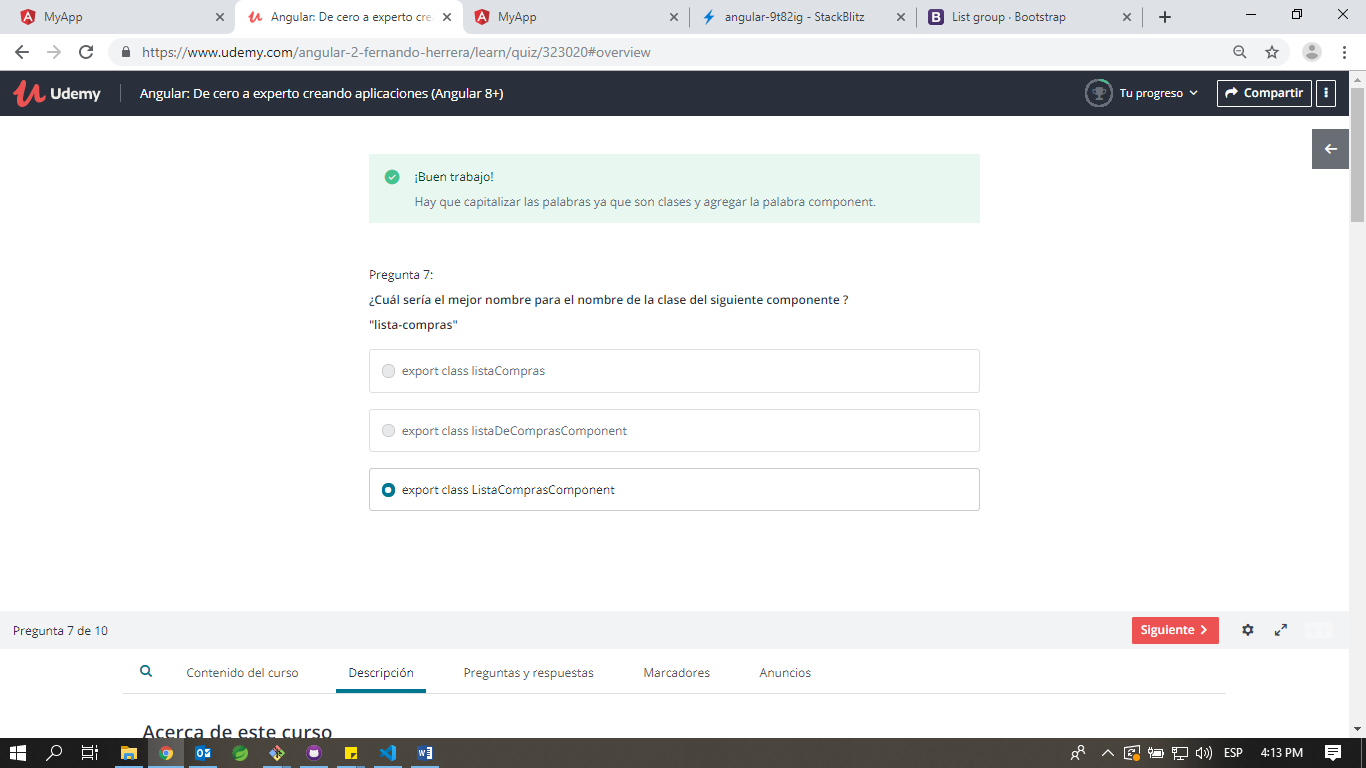 MyApp
Angular: De cero a experto cre
MyApp
angular-9t82ig - StackBlitz
B List group · Bootstrap
https://www.udemy.com/angular-2-fernando-herrera/learn/quiz/323020#overview
Udemy
Angular: De cero a experto creando aplicaciones (Angular 8+)
Tu progreso
Compartir
¡Buen trabajo!
Hay que capitalizar las palabras ya que son clases y agregar la palabra component.
Pregunta 7:
¿Cuál sería el mejor nombre para el nombre de la clase del siguiente componente ?
"lista-compras"
export class listaCompras
export class listaDeComprasComponent
export class ListaComprasComponent
Pregunta 7 de 10
Siguiente
Contenido del curso
Descripción
Preguntas y respuestas
Marcadores
Anuncios
Acerca de este curso
ESP
4:13 PM